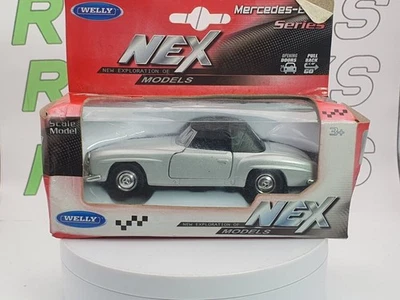 WELLY
Mercedes-B
Series
NEX
NEW EXPLORATION OF
MODELS
OPENING
DOORS
PULL
BACK
Scale
Model
3+
WELLY
NEW EXPLORATION OF
MODELS
NEX